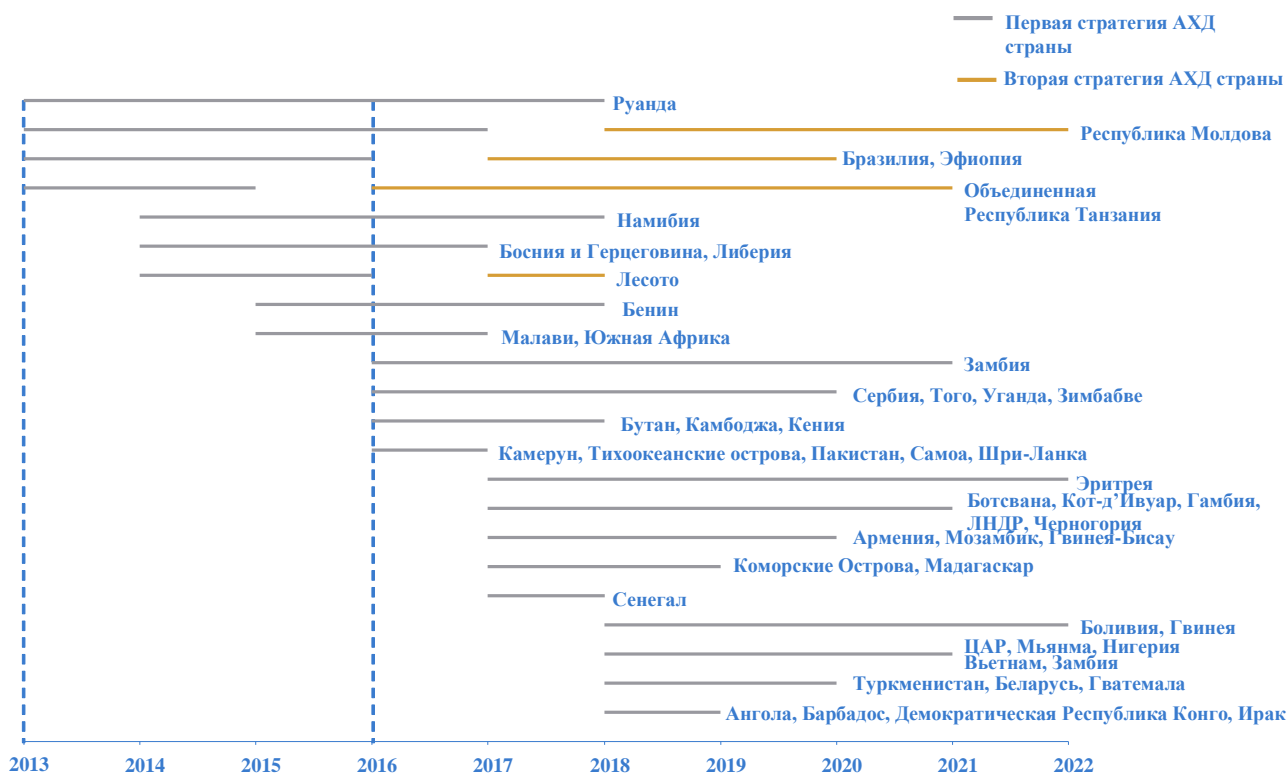 Первая стратегия АХД
страны
Вторая стратегия АХД страны
Руанда
Республика Молдова
Бразилия, Эфиопия
Объединенная
Республика Танзания
Намибия
Босния и Герцеговина, Либерия
Лесото
Бенин
Малави, Южная Африка
Замбия
Сербия, Того, Уганда, Зимбабве
Бутан, Камбоджа, Кения
Камерун, Тихоокеанские острова, Пакистан, Самоа, Шри-Ланка
Эритрея
Ботсвана, Кот-д’Ивуар, Гамбия,
ЛНДР, Черногория
Армения, Мозамбик, Гвинея-Бисау
Коморские Острова, Мадагаскар
Сенегал
Боливия, Гвинея
ЦАР, Мьянма, Нигерия
Вьетнам, Замбия
Туркменистан, Беларусь, Гватемала
Ангола, Барбадос, Демократическая Республика Конго, Ирак
2013 2014 2015 2016 2017 2018 2019 2020 2021 2022